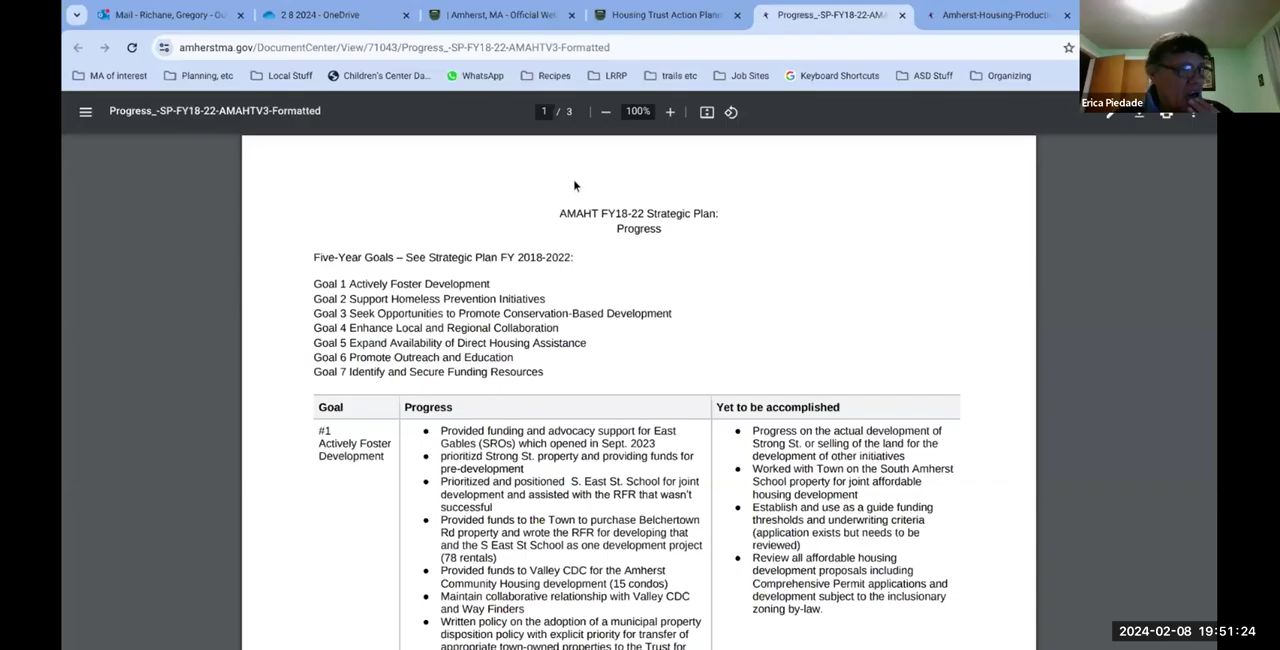 Mail - Richane, Gregory - Ou
2 8 2024 - OneDrive
| Amherst, MA - Official We
Housing Trust Action Plan
Progress_-SP-FY18-22-AMA
Amherst-Housing-Producti
amherstma.gov/DocumentCenter/View/71043/Progress_-SP-FY18-22-AMAHTV3-Formatted
MA of interest
Planning, etc
Local Stuff
Children's Center Da...
WhatsApp
Recipes
LRRP
trails etc
Job Sites
Keyboard Shortcuts
ASD Stuff
Organizing
Erica Piedade
Progress_-SP-FY18-22-AMAHTV3-Formatted
1 / 3
100%
AMAHT FY18-22 Strategic Plan:
Progress
Five-Year Goals – See Strategic Plan FY 2018-2022:
Goal 1 Actively Foster Development
Goal 2 Support Homeless Prevention Initiatives
Goal 3 Seek Opportunities to Promote Conservation-Based Development
Goal 4 Enhance Local and Regional Collaboration
Goal 5 Expand Availability of Direct Housing Assistance
Goal 6 Promote Outreach and Education
Goal 7 Identify and Secure Funding Resources
Goal
Progress
Yet to be accomplished
#1
Actively Foster
Development
• Provided funding and advocacy support for East
Gables (SROs) which opened in Sept. 2023
• prioritizd Strong St. property and providing funds for
pre-development
• Prioritized and positioned S. East St. School for joint
development and assisted with the RFR that wasn't
successful
• Provided funds to the Town to purchase Belchertown
Rd property and wrote the RFR for developing that
and the S East St School as one development project
(78 rentals)
• Provided funds to Valley CDC for the Amherst
Community Housing development (15 condos)
• Maintain collaborative relationship with Valley CDC
and Way Finders
• Written policy on the adoption of a municipal property
disposition policy with explicit priority for transfer of
appropriate town-owned properties to the Trust for
• Progress on the actual development of
Strong St. or selling of the land for the
development of other initiatives
• Worked with Town on the South Amherst
School property for joint affordable
housing development
• Establish and use as a guide funding
thresholds and underwriting criteria
(application exists but needs to be
reviewed)
• Review all affordable housing
development proposals including
Comprehensive Permit applications and
development subject to the inclusionary
zoning by-law.
2024-02-08 19:51:24